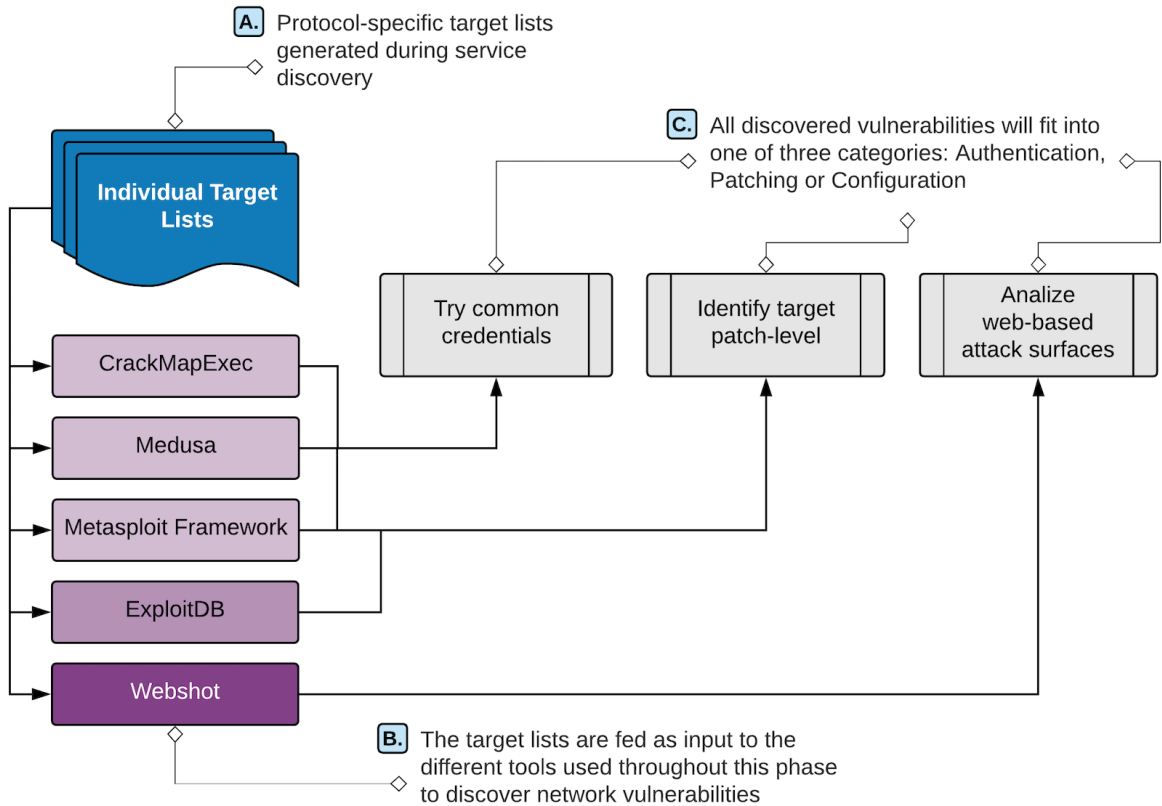 A. Protocol-specific target lists
generated during service
discovery
C. All discovered vulnerabilities will fit into
one of three categories: Authentication,
Patching or Configuration
Individual Target
Lists
Try common
credentials
Identify target
patch-level
Analize
web-based
attack surfaces
CrackMapExec
Medusa
Metasploit Framework
ExploitDB
Webshot
B. The target lists are fed as input to the
different tools used throughout this phase
to discover network vulnerabilities